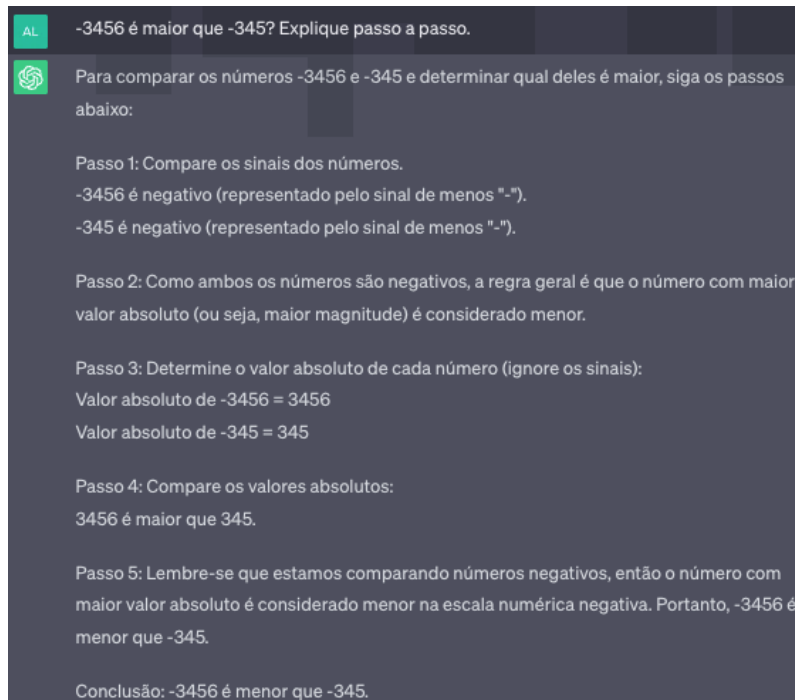 AL
-3456 é maior que -345? Explique passo a passo.
Para comparar os números -3456 e -345 e determinar qual deles é maior, siga os passos
abaixo:
Passo 1: Compare os sinais dos números.
-3456 é negativo (representado pelo sinal de menos "-").
-345 é negativo (representado pelo sinal de menos "-").
Passo 2: Como ambos os números são negativos, a regra geral é que o número com maior
valor absoluto (ou seja, maior magnitude) é considerado menor.
Passo 3: Determine o valor absoluto de cada número (ignore os sinais):
Valor absoluto de -3456 = 3456
Valor absoluto de -345 = 345
Passo 4: Compare os valores absolutos:
3456 é maior que 345.
Passo 5: Lembre-se que estamos comparando números negativos, então o número com
maior valor absoluto é considerado menor na escala numérica negativa. Portanto, -3456 é
menor que -345.
Conclusão: -3456 é menor que -345.